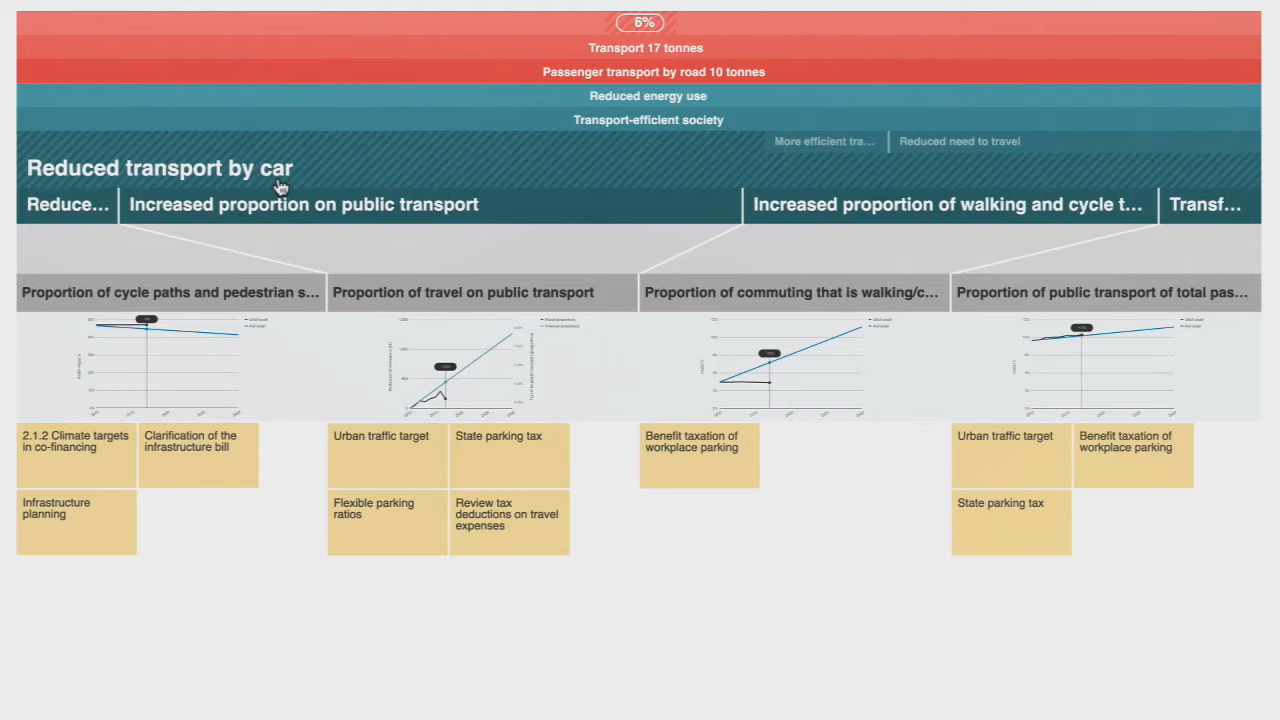 6%
Transport 17 tonnes
Passenger transport by road 10 tonnes
Reduced energy use
Transport-efficient society
More efficient tra...
Reduced need to travel
Reduced transport by car
Reduce...
Increased proportion on public transport
Increased proportion of walking and cycle t...
Transf...
Proportion of cycle paths and pedestrian s...
Proportion of travel on public transport
Proportion of commuting that is walking/c...
Proportion of public transport of total pas...
2.1.2 Climate targets
in co-financing
Clarification of the
infrastructure bill
Urban traffic target
State parking tax
Benefit taxation of
workplace parking
Urban traffic target
Benefit taxation of
workplace parking
Infrastructure
planning
Flexible parking
ratios
Review tax
deductions on travel
expenses
State parking tax